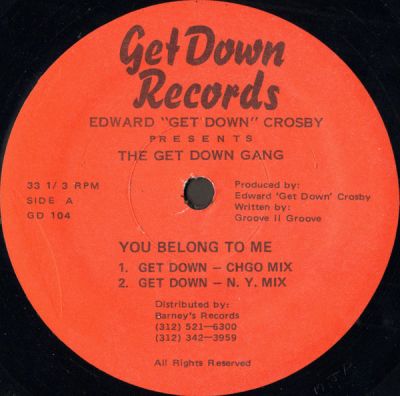 Get Down
Records
EDWARD "GET DOWN" CROSBY
PRESENTS
THE GET DOWN GANG
33 1/3 RPM
SIDE A
GD 104
Produced by:
Edward 'Get Down' Crosby
Written by:
Groove II Groove
YOU BELONG TO ME
1. GET DOWN — CHGO MIX
2. GET DOWN — N. Y. MIX
Distributed by:
Barney's Records
(312) 521—6300
(312) 342—3959
All Rights Reserved